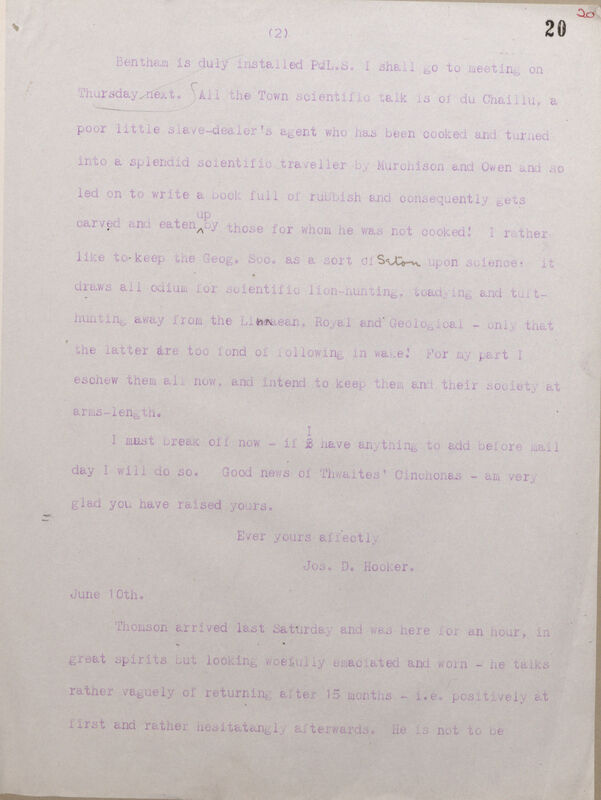 20
20
(2)
Bentham is duly installed P.L.S. I shall go to meeting on
Thursday next. All the Town scientific talk is of du Chaillu, a
poor little slave-dealer's agent who has been cooked and turned
into a splendid scientific traveller by Murchison and Owen and so
led on to write a book full of rubbish and consequently gets
up
carved and eaten by those for whom he was not cooked! I rather
like to keep the Geog. Soc. as a sort of Seton upon science: it
draws all odium for scientific lion-hunting, toadying and tuft-
hunting away from the Linnaean, Royal and Geological - only that
the latter are too fond of following in wake! For my part I
eschew them all now, and intend to keep them and their society at
arms-length.
I must break off now - if I have anything to add before mail
day I will do so. Good news of Thwaites' Cinchonas - am very
glad you have raised yours.
Ever yours affectly
Jos. D. Hooker.
June 10th.
Thomson arrived last Saturday and was here for an hour, in
great spirits but looking woefully emaciated and worn - he talks
rather vaguely of returning after 15 months - i.e. positively at
first and rather hesitatangly afterwards. He is not to be